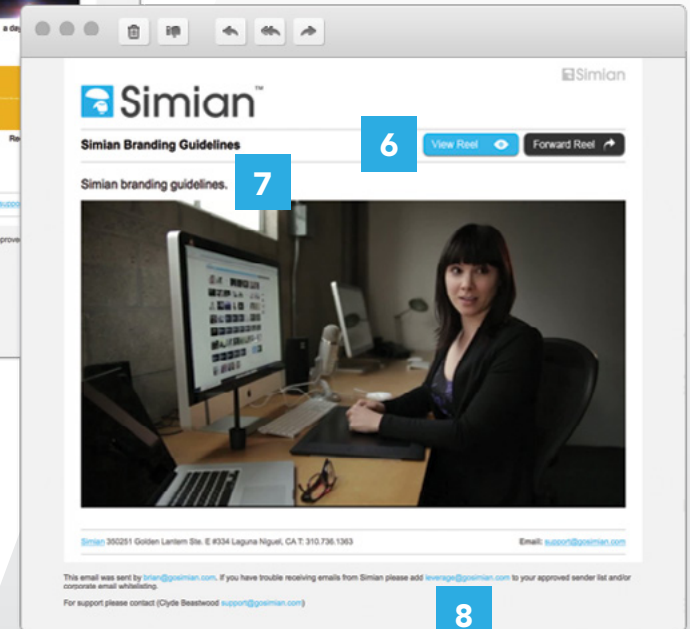 a day
Simian
Simian™
Simian Branding Guidelines
6
View Reel
Forward Reel
Simian branding guidelines.
7
Simian 350251 Golden Lantern Ste. E #334 Laguna Niguel, CA T: 310.736.1363
Email: support@gosimian.com
This email was sent by brian@gosimian.com. If you have trouble receiving emails from Simian please add leverage@gosimian.com to your approved sender list and/or
corporate email whitelisting.
For support please contact (Clyde Beastwood support@gosimian.com)
8